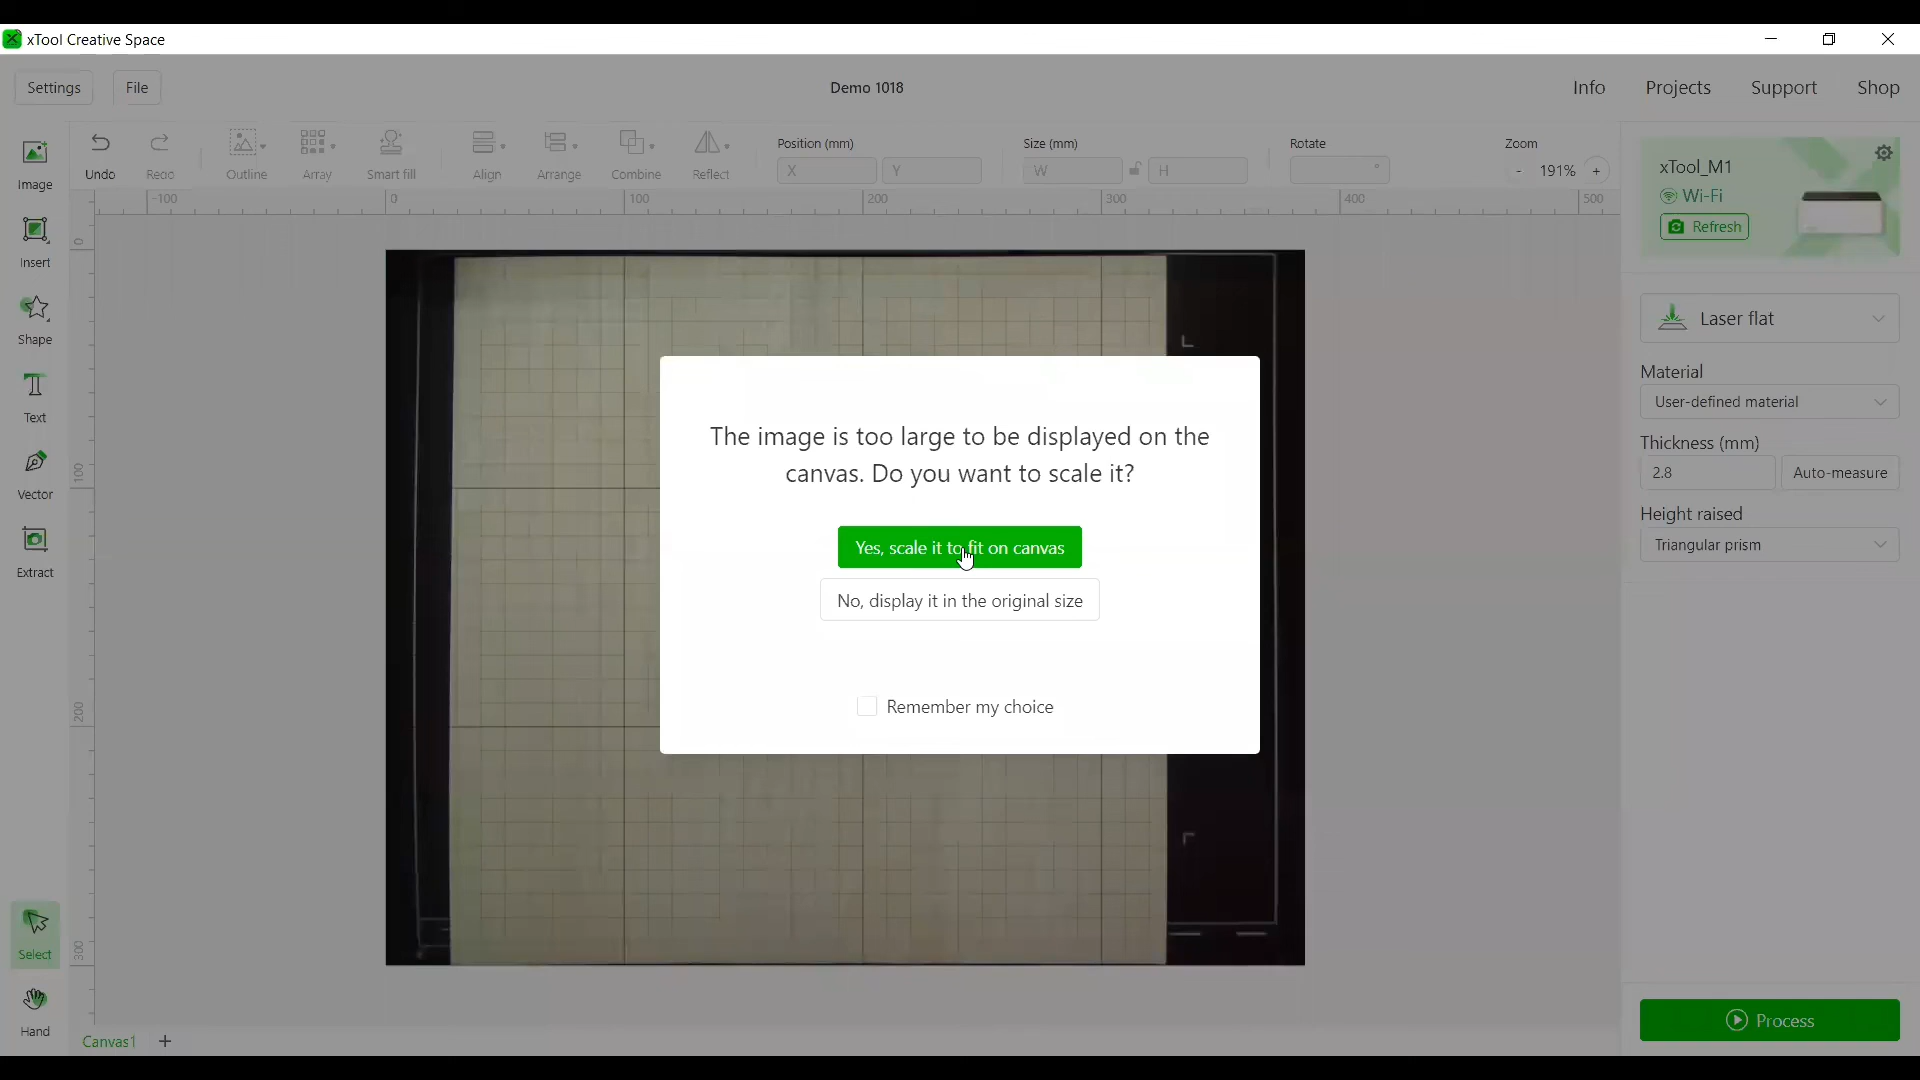 xTool Creative Space
Settings File Demo 1018 Info Projects Support Shop
Image
Insert
Shape
Text
Vector
Extract
Select
Hand
Undo Redo Outline Array Smart fill Align Arrange Combine Reflect
Position (mm) Size (mm) Rotate Zoom
X Y W H ° - 191% +
-100 0 100 200 300 400 500
0
100
200
300
The image is too large to be displayed on the
canvas. Do you want to scale it?
Yes, scale it to fit on canvas
No, display it in the original size
Remember my choice
xTool_M1
Wi-Fi
Refresh
Laser flat
Material
User-defined material
Thickness (mm)
2.8 Auto-measure
Height raised
Triangular prism
Process
Canvas1 +